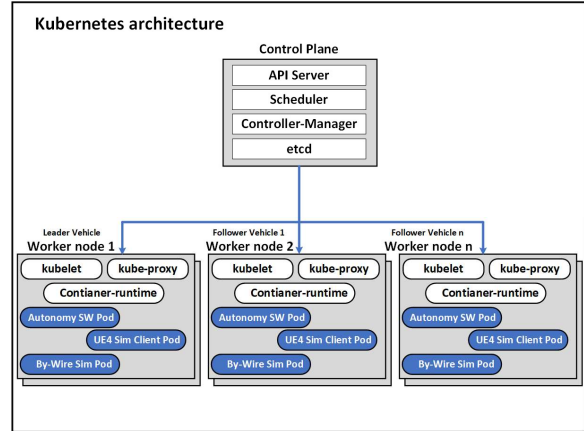 Kubernetes architecture
Control Plane
API Server
Scheduler
Controller-Manager
etcd
Leader Vehicle
Worker node 1
kubelet
kube-proxy
Contianer-runtime
Autonomy SW Pod
UE4 Sim Client Pod
By-Wire Sim Pod
Follower Vehicle 1
Worker node 2
kubelet
kube-proxy
Contianer-runtime
Autonomy SW Pod
UE4 Sim Client Pod
By-Wire Sim Pod
Follower Vehicle n
Worker node n
kubelet
kube-proxy
Contianer-runtime
Autonomy SW Pod
UE4 Sim Client Pod
By-Wire Sim Pod